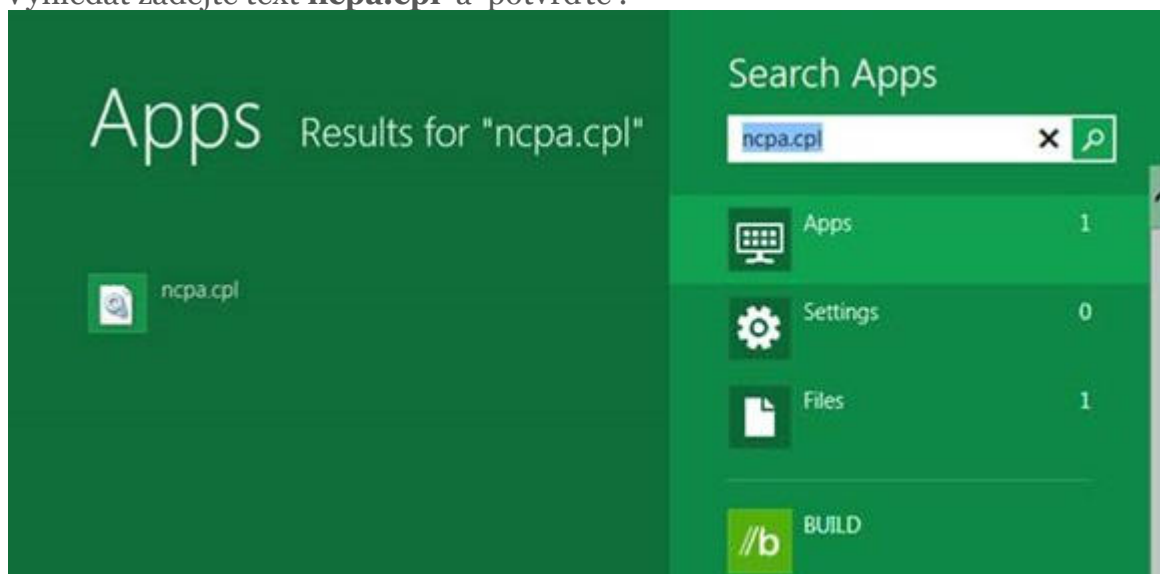 vyhledat zadejte text ncpa.cpl a potvrďte .
Apps Results for "ncpa.cpl"
ncpa.cpl
Search Apps
ncpa.cpl
Apps 1
Settings 0
Files 1
//b BUILD